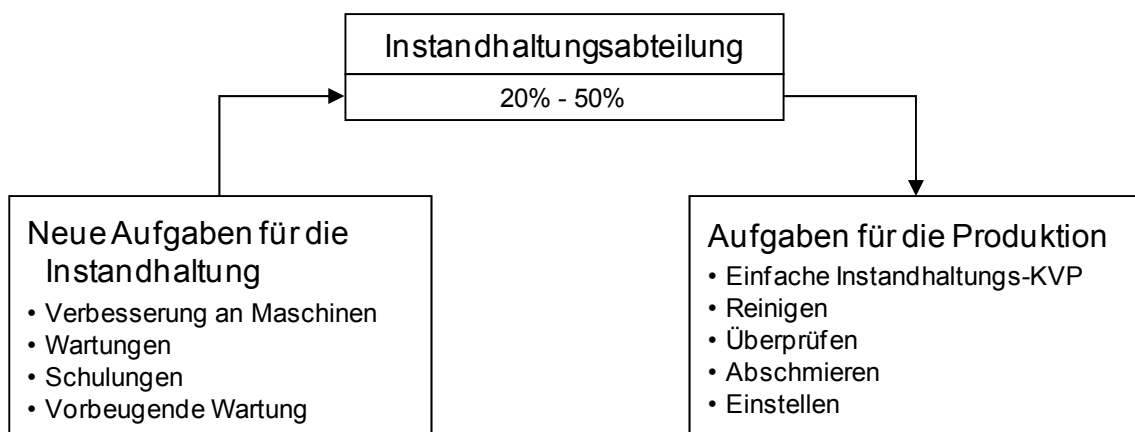 Instandhaltungsabteilung
20% - 50%
Neue Aufgaben für die
Instandhaltung
• Verbesserung an Maschinen
• Wartungen
• Schulungen
• Vorbeugende Wartung
Aufgaben für die Produktion
• Einfache Instandhaltungs-KVP
• Reinigen
• Überprüfen
• Abschmieren
• Einstellen